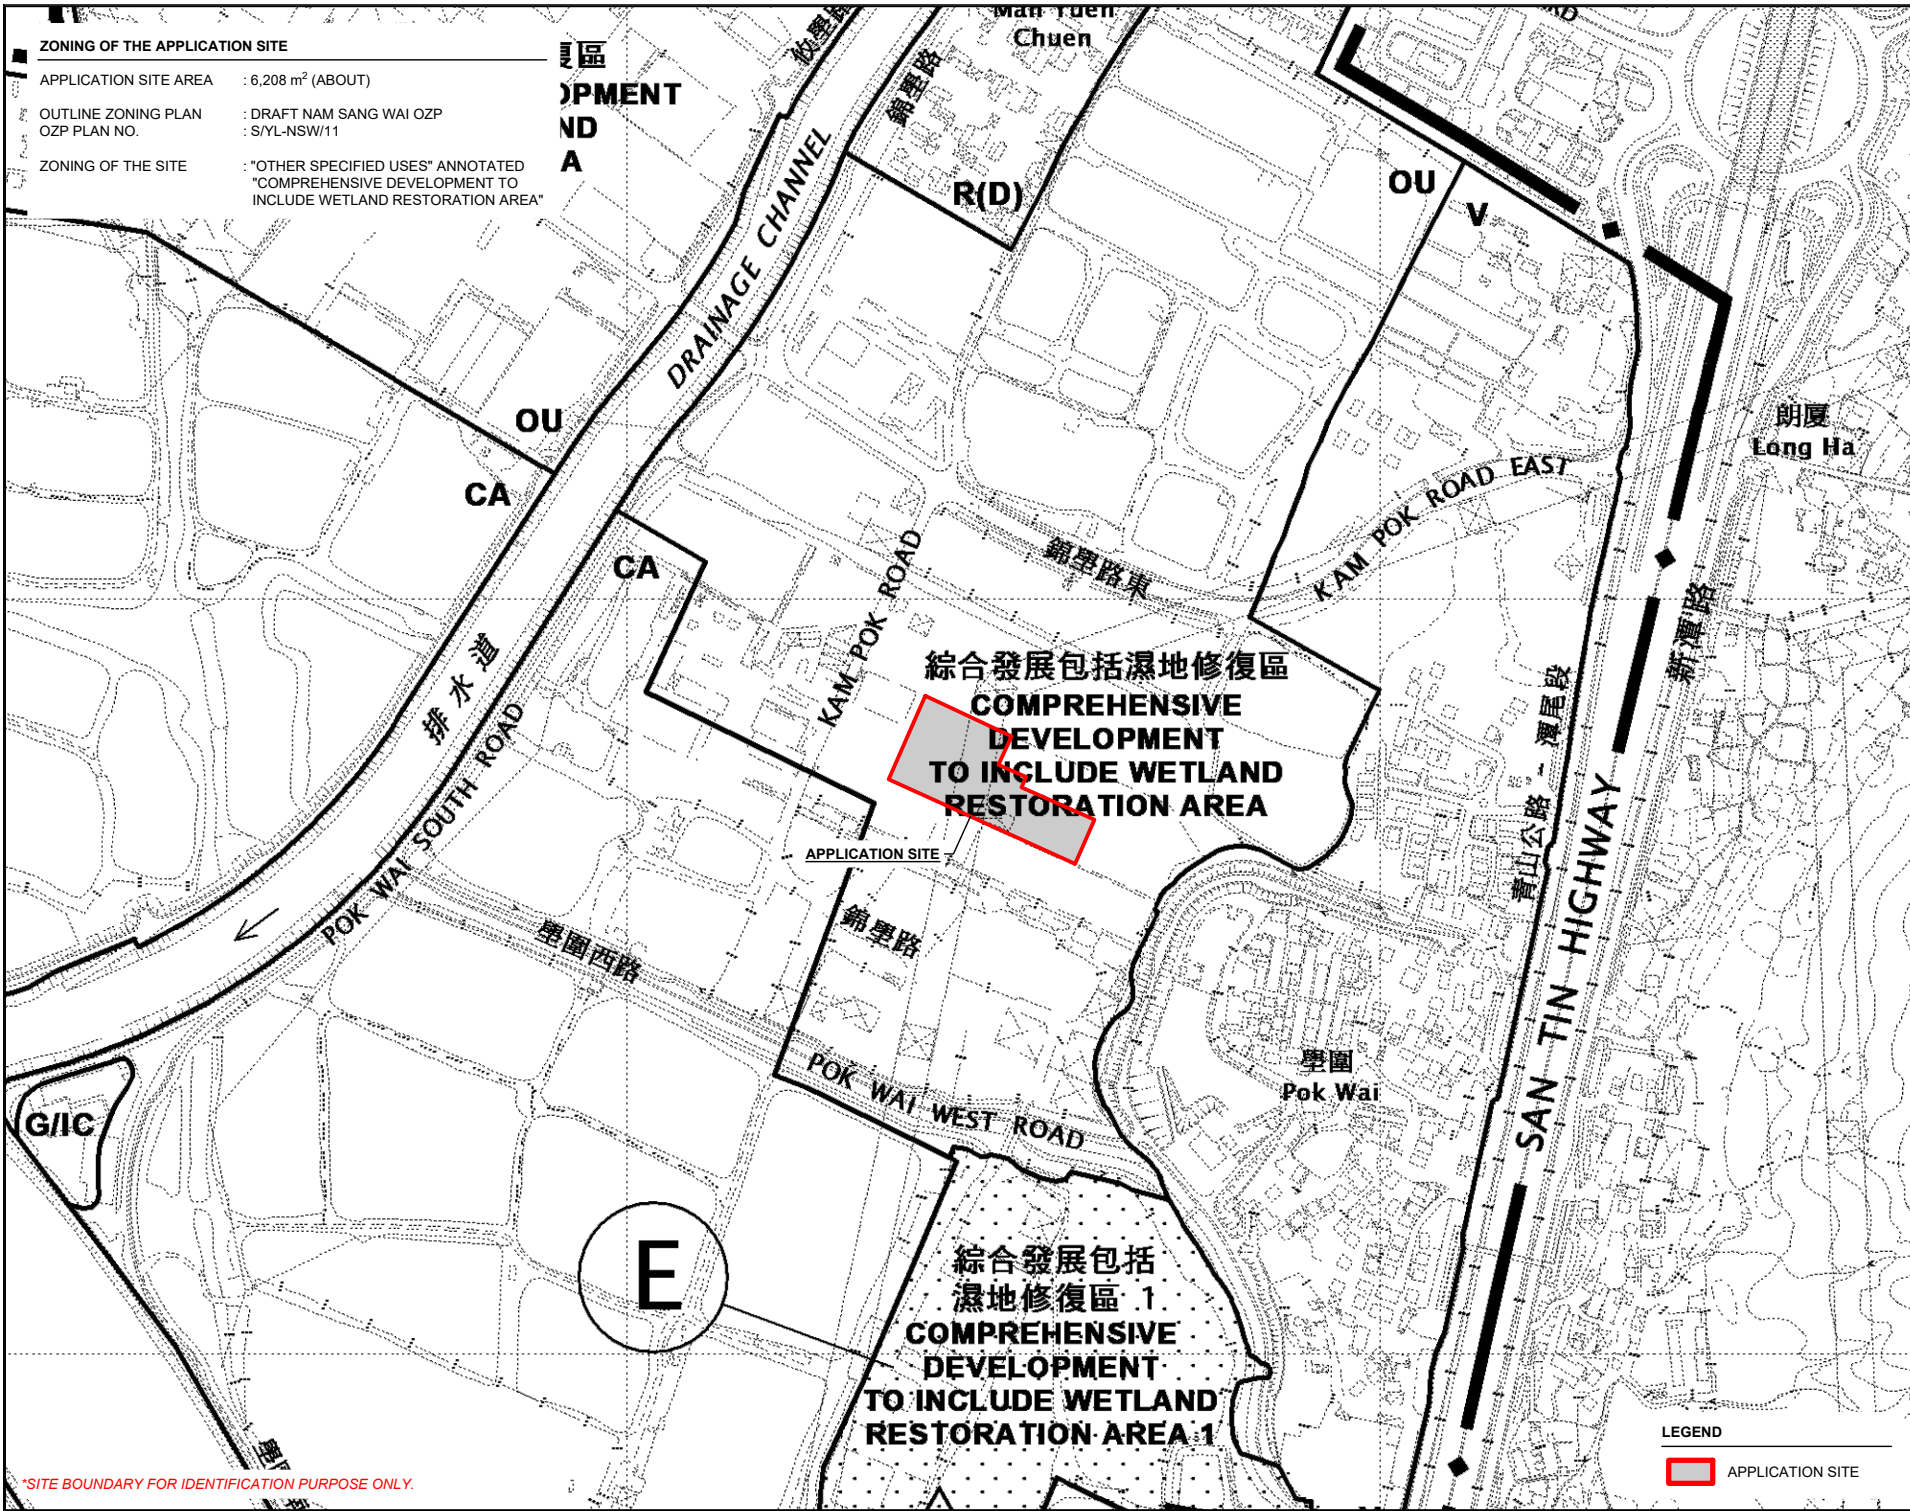 ZONING OF THE APPLICATION SITE
APPLICATION SITE AREA : 6,208 m² (ABOUT)
OUTLINE ZONING PLAN : DRAFT NAM SANG WAI OZP
OZP PLAN NO. : S/YL-NSW/11
ZONING OF THE SITE : "OTHER SPECIFIED USES" ANNOTATED
"COMPREHENSIVE DEVELOPMENT TO
INCLUDE WETLAND RESTORATION AREA"
區
OPMENT
ND
A
Man Yuen
Chuen
R(D)
OU
V
DRAINAGE CHANNEL
OU
CA
CA
朗厦
Long Ha
KAM POK ROAD EAST
錦壆路東
錦壆路
KAM POK ROAD
新潭路
排水道
POK WAI SOUTH ROAD
綜合發展包括濕地修復區
COMPREHENSIVE
DEVELOPMENT
TO INCLUDE WETLAND
RESTORATION AREA
APPLICATION SITE
青山公路 - 潭尾段
SAN TIN HIGHWAY
錦壆路
壆圍西路
POK WAI WEST ROAD
壆圍
Pok Wai
G/IC
E
綜合發展包括
濕地修復區 1
COMPREHENSIVE
DEVELOPMENT
TO INCLUDE WETLAND
RESTORATION AREA 1
LEGEND
APPLICATION SITE
*SITE BOUNDARY FOR IDENTIFICATION PURPOSE ONLY.